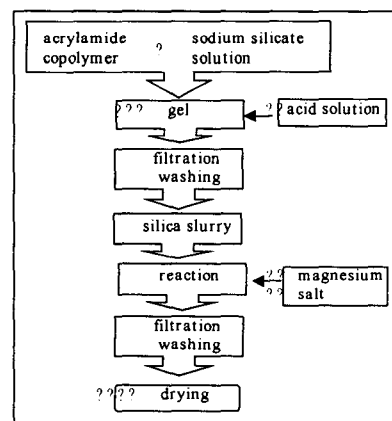 acrylamide ? sodium silicate
copolymer solution
??? gel
?? acid solution
filtration
washing
silica slurry
reaction
?? magnesium
?? salt
filtration
washing
???? drying